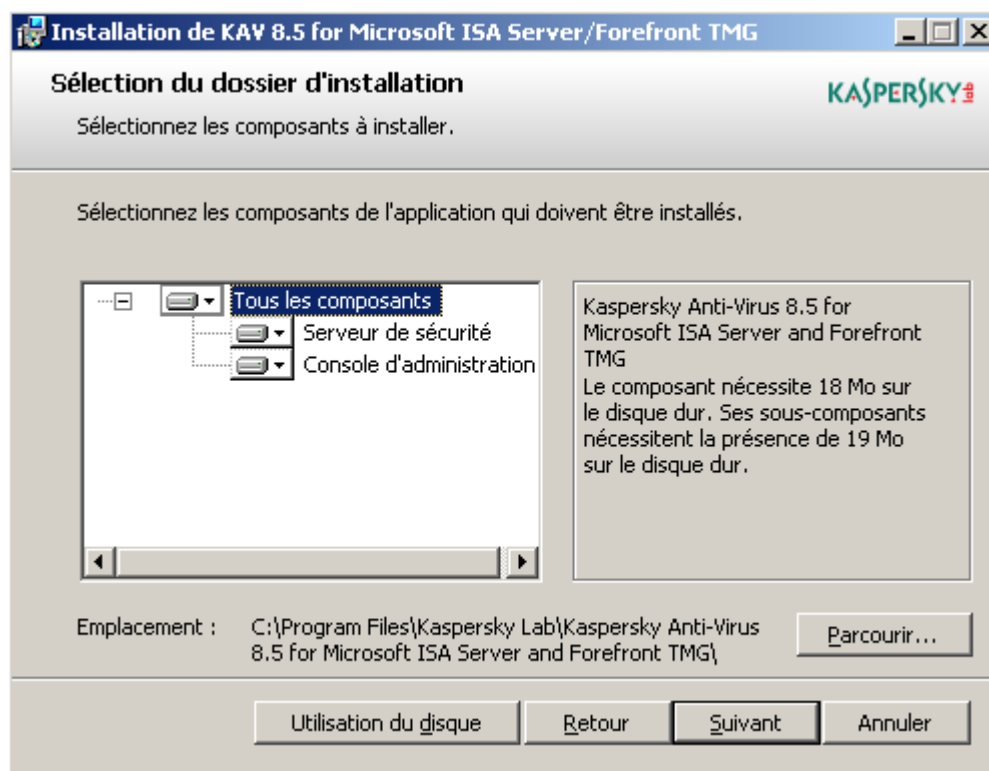 Installation de KAV 8.5 for Microsoft ISA Server/Forefront TMG
Sélection du dossier d'installation
KASPERSKY lab
Sélectionnez les composants à installer.
Sélectionnez les composants de l'application qui doivent être installés.
Tous les composants
Serveur de sécurité
Console d'administration
Kaspersky Anti-Virus 8.5 for
Microsoft ISA Server and Forefront
TMG
Le composant nécessite 18 Mo sur
le disque dur. Ses sous-composants
nécessitent la présence de 19 Mo
sur le disque dur.
Emplacement :
C:\Program Files\Kaspersky Lab\Kaspersky Anti-Virus
8.5 for Microsoft ISA Server and Forefront TMG\
Parcourir...
Utilisation du disque
Retour
Suivant
Annuler